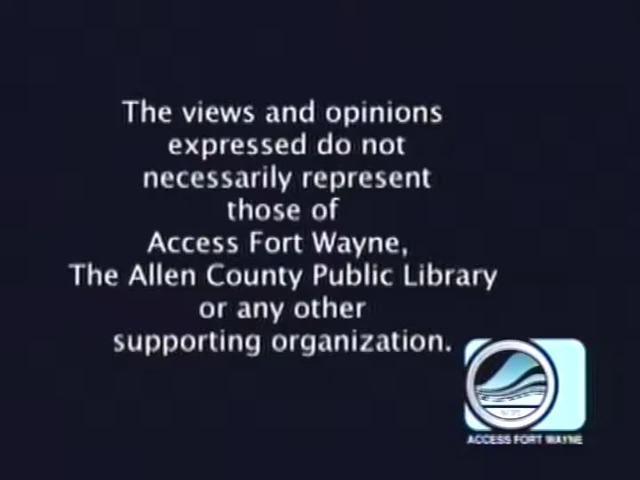 The views and opinions
expressed do not
necessarily represent
those of
Access Fort Wayne,
The Allen County Public Library
or any other
supporting organization.
ACCESS FORT WAYNE